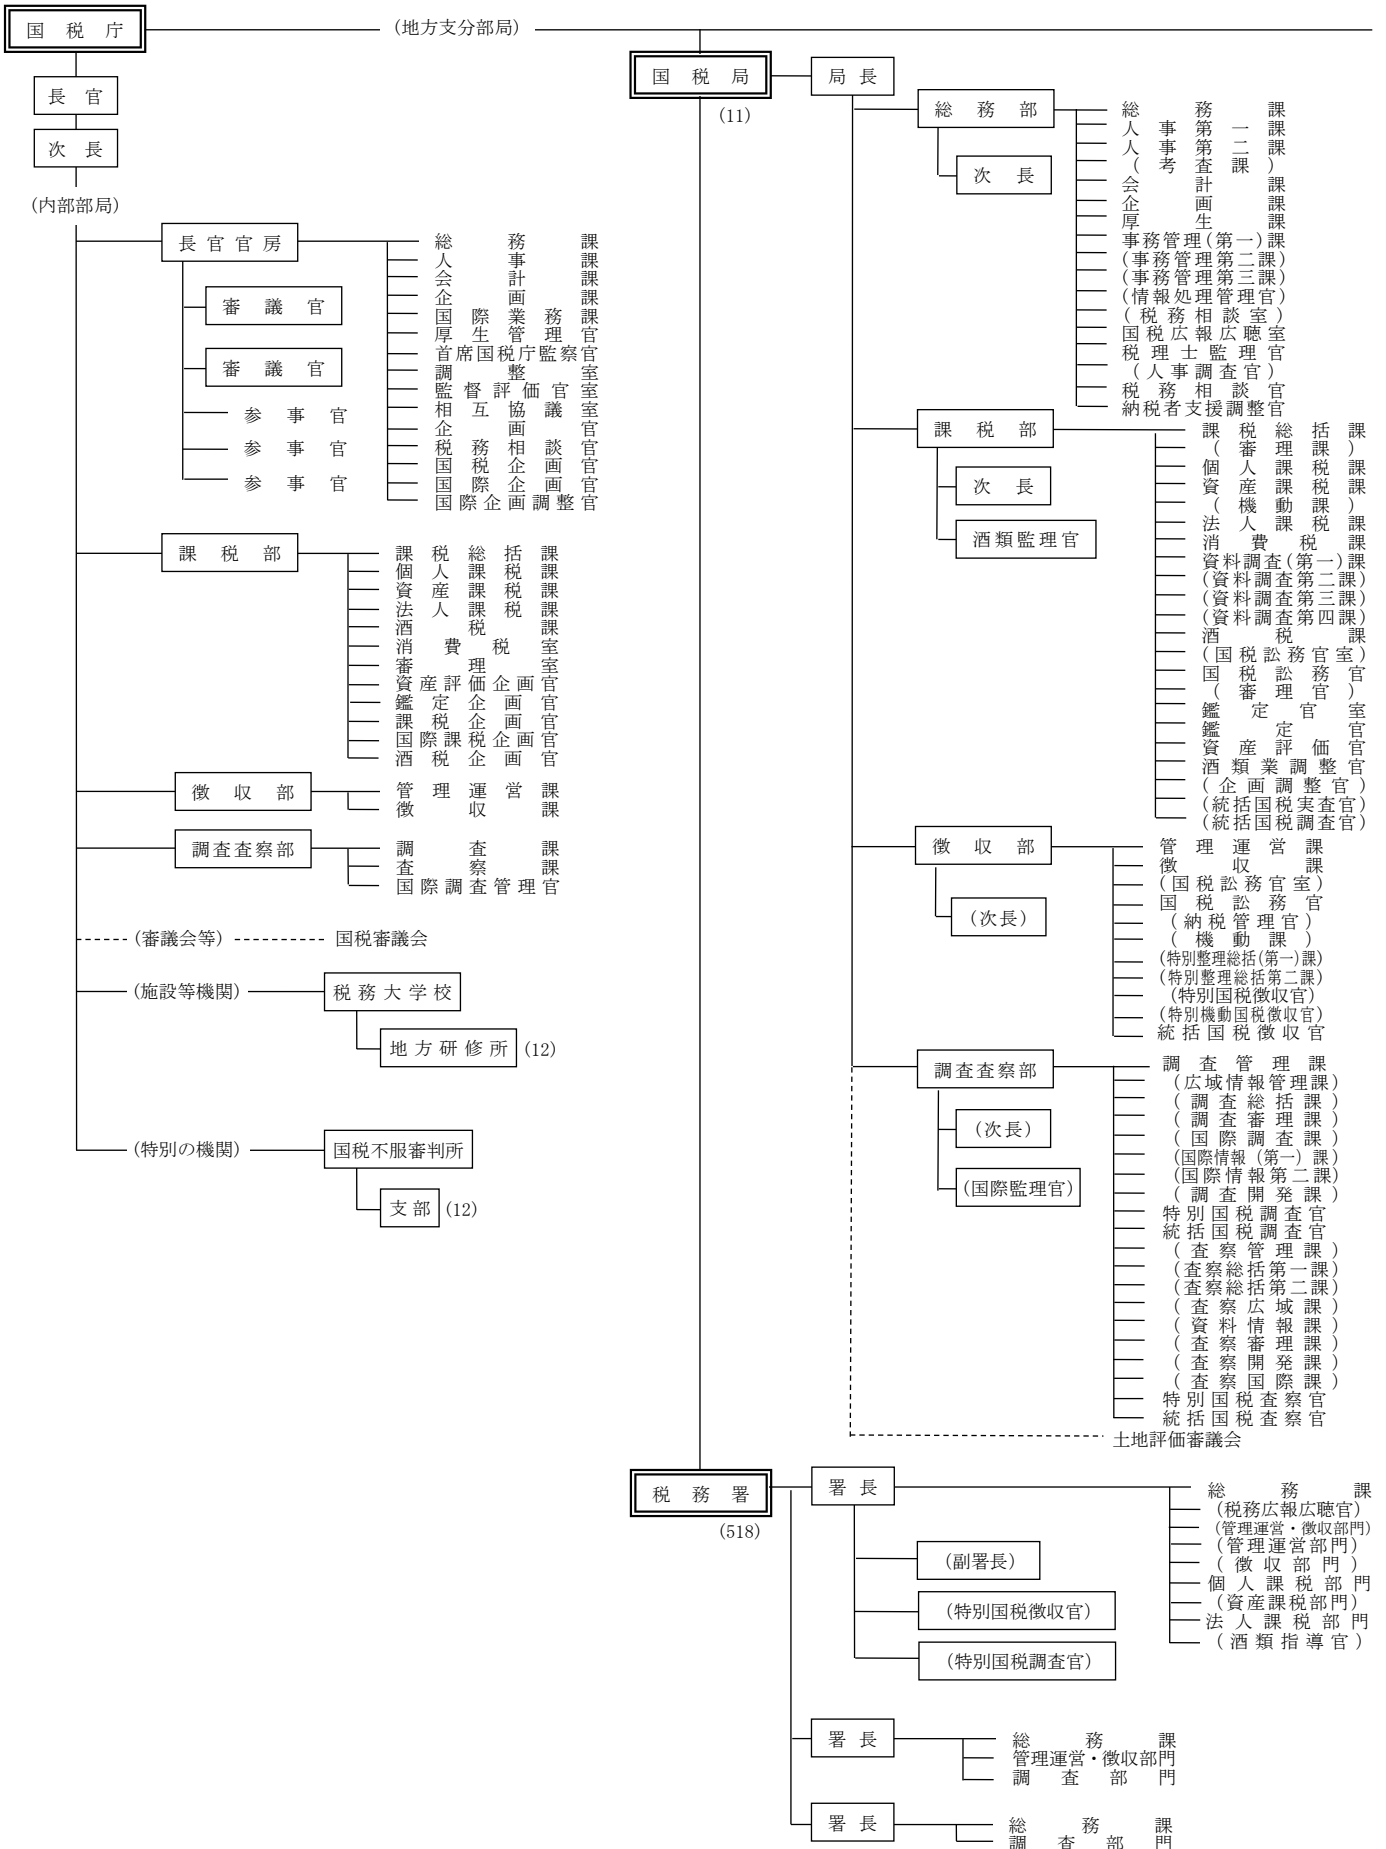 国税庁
(地方支分部局)
長官
次長
(内部部局)
長官官房
審議官
審議官
参事官
参事官
参事官
総務課
人事課
会計課
企画課
国際業務課
厚生管理官
首席国税庁監察官
調整室
監督評価官室
相互協議室
企画官
税務相談官
国税企画官
国際企画官
国際企画調整官
課税部
課税総括課
個人課税課
資産課税課
法人課税課
酒税課
消費税室
審理室
資産評価企画官
鑑定企画官
課税企画官
国際課税企画官
酒税企画官
徴収部
管理運営課
徴収課
調査査察部
調査課
査察課
国際調査管理官
(審議会等)
国税審議会
(施設等機関)
税務大学校
地方研修所
(12)
(特別の機関)
国税不服審判所
支部
(12)
国税局
(11)
局長
総務部
次長
総務課
人事第一課
人事第二課
(考査課)
会計課
企画課
厚生課
事務管理(第一)課
(事務管理第二課)
(事務管理第三課)
(情報処理管理官)
(税務相談室)
国税広報広聴室
税理士監理官
(人事調査官)
税務相談官
納税者支援調整官
課税部
次長
酒類監理官
課税総括課
(審理課)
個人課税課
資産課税課
(機動課)
法人課税課
消費税課
資料調査(第一)課
(資料調査第二課)
(資料調査第三課)
(資料調査第四課)
酒税課
(国税訟務官室)
国税訟務官
(審理官)
鑑定官室
鑑定官
資産評価官
酒類業調整官
(企画調整官)
(統括国税実査官)
(統括国税調査官)
徴収部
(次長)
管理運営課
徴収課
(国税訟務官室)
国税訟務官
(納税管理官)
(機動課)
(特別整理総括(第一)課)
(特別整理総括第二課)
(特別国税徴収官)
(特別機動国税徴収官)
統括国税徴収官
調査査察部
(次長)
(国際監理官)
調査管理課
(広域情報管理課)
(調査総括課)
(調査審理課)
(国際調査課)
(国際情報(第一)課)
(国際情報第二課)
(調査開発課)
特別国税調査官
統括国税調査官
(査察管理課)
(査察総括第一課)
(査察総括第二課)
(査察広域課)
(資料情報課)
(査察審理課)
(査察開発課)
(査察国際課)
特別国税査察官
統括国税査察官
土地評価審議会
税務署
(518)
署長
(副署長)
(特別国税徴収官)
(特別国税調査官)
総務課
(税務広報広聴官)
(管理運営・徴収部門)
(管理運営部門)
(徴収部門)
個人課税部門
(資産課税部門)
法人課税部門
(酒類指導官)
署長
総務課
管理運営・徴収部門
調査部門
署長
総務課
調査部門